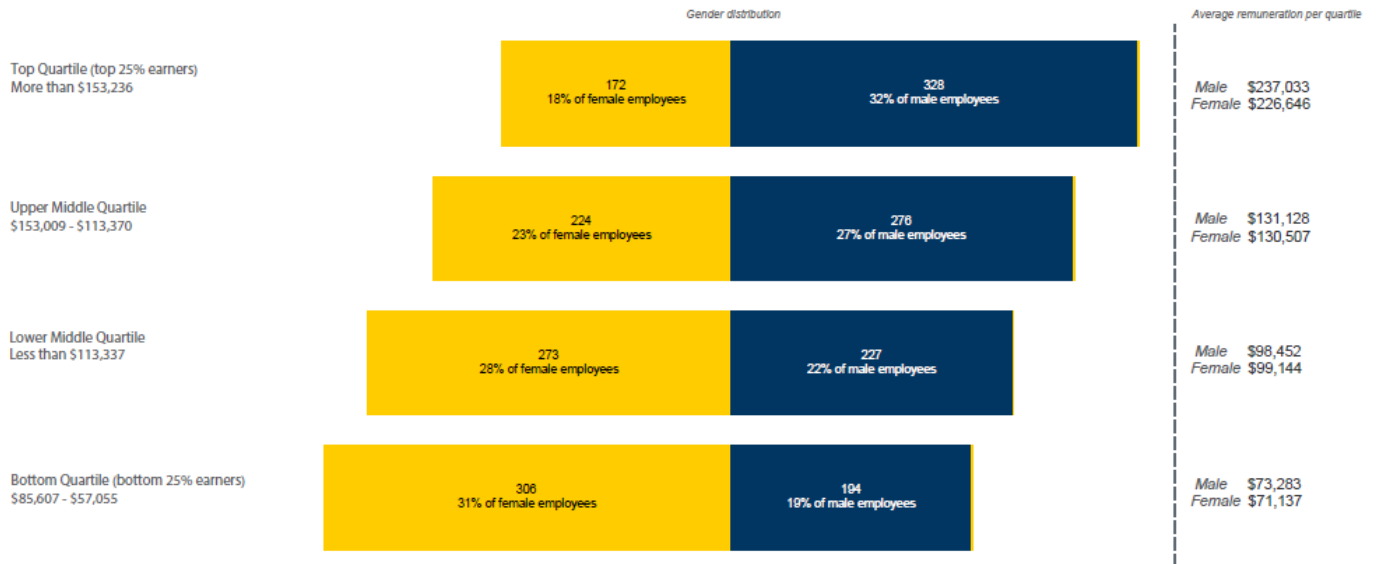 Gender distribution
Average remuneration per quartile
Top Quartile (top 25% earners)
More than $153,236
172
18% of female employees
328
32% of male employees
Male $237,033
Female $226,646
Upper Middle Quartile
$153,009 - $113,370
224
23% of female employees
276
27% of male employees
Male $131,128
Female $130,507
Lower Middle Quartile
Less than $113,337
273
28% of female employees
227
22% of male employees
Male $98,452
Female $99,144
Bottom Quartile (bottom 25% earners)
$85,607 - $57,055
306
31% of female employees
194
19% of male employees
Male $73,283
Female $71,137